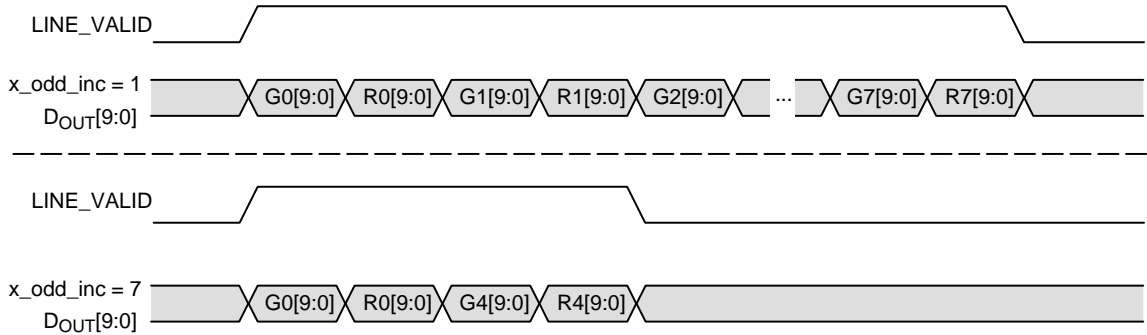 LINE_VALID
x_odd_inc = 1
D_OUT[9:0]
G0[9:0] R0[9:0] G1[9:0] R1[9:0] G2[9:0] ... G7[9:0] R7[9:0]
LINE_VALID
x_odd_inc = 7
D_OUT[9:0]
G0[9:0] R0[9:0] G4[9:0] R4[9:0]